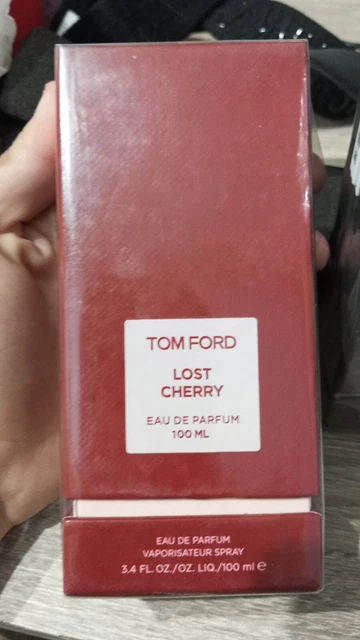 TOM FORD
LOST
CHERRY
EAU DE PARFUM
100 ML
EAU DE PARFUM
VAPORISATEUR SPRAY
3.4 FL. OZ./OZ. LIQ./100 ml ℮